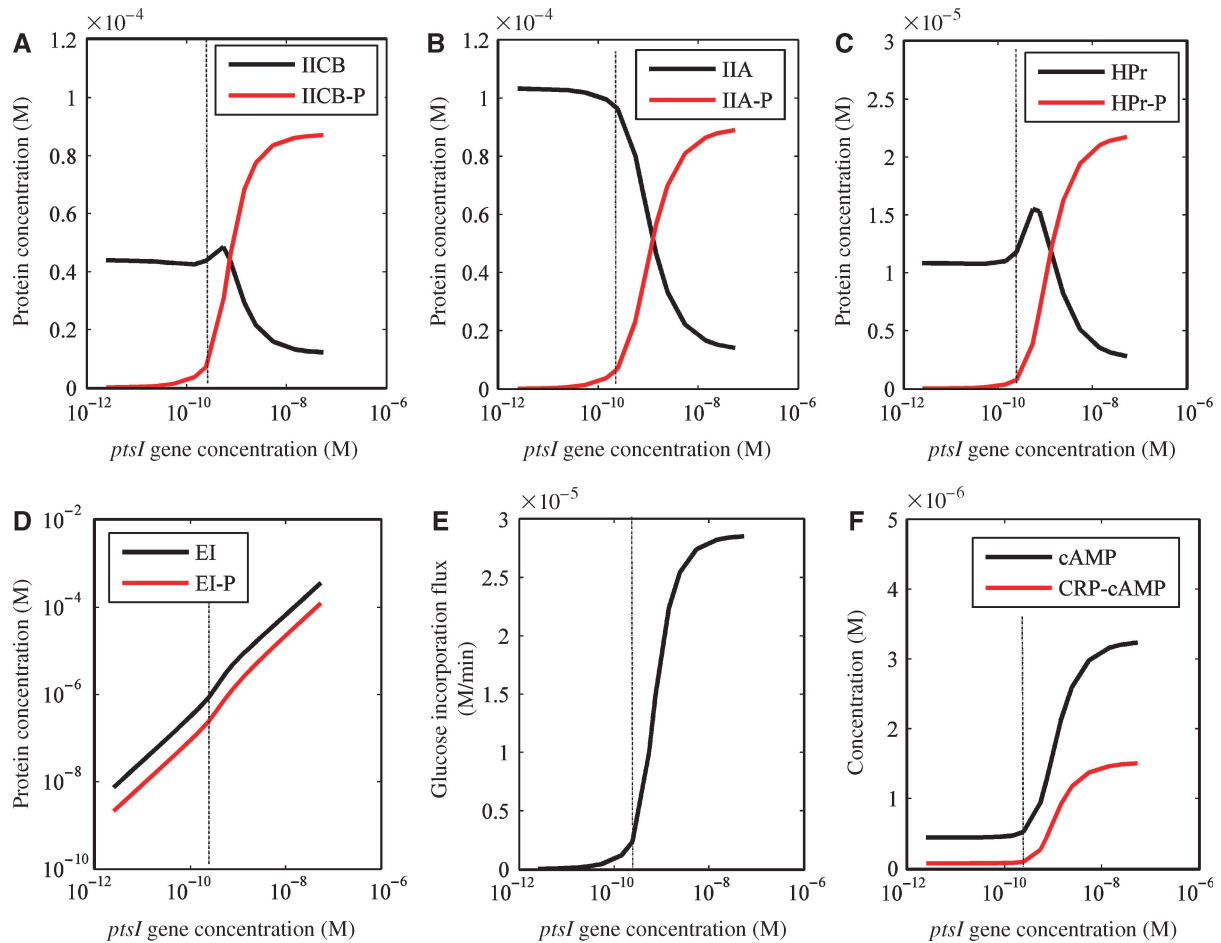 A
×10⁻⁴
1.2
1
0.8
0.6
0.4
0.2
0
Protein concentration (M)
IICB
IICB-P
10⁻¹² 10⁻¹⁰ 10⁻⁸ 10⁻⁶
ptsI gene concentration (M)
B
×10⁻⁴
1.2
1
0.8
0.6
0.4
0.2
0
Protein concentration (M)
IIA
IIA-P
10⁻¹² 10⁻¹⁰ 10⁻⁸ 10⁻⁶
ptsI gene concentration (M)
C
×10⁻⁵
3
2.5
2
1.5
1
0.5
0
Protein concentration (M)
HPr
HPr-P
10⁻¹² 10⁻¹⁰ 10⁻⁸ 10⁻⁶
ptsI gene concentration (M)
D
10⁻²
10⁻⁴
10⁻⁶
10⁻⁸
10⁻¹⁰
Protein concentration (M)
EI
EI-P
10⁻¹² 10⁻¹⁰ 10⁻⁸ 10⁻⁶
ptsI gene concentration (M)
E
×10⁻⁵
3
2.5
2
1.5
1
0.5
0
Glucose incorporation flux
(M/min)
10⁻¹² 10⁻¹⁰ 10⁻⁸ 10⁻⁶
ptsI gene concentration (M)
F
×10⁻⁶
5
4
3
2
1
0
Concentration (M)
cAMP
CRP-cAMP
10⁻¹² 10⁻¹⁰ 10⁻⁸ 10⁻⁶
ptsI gene concentration (M)